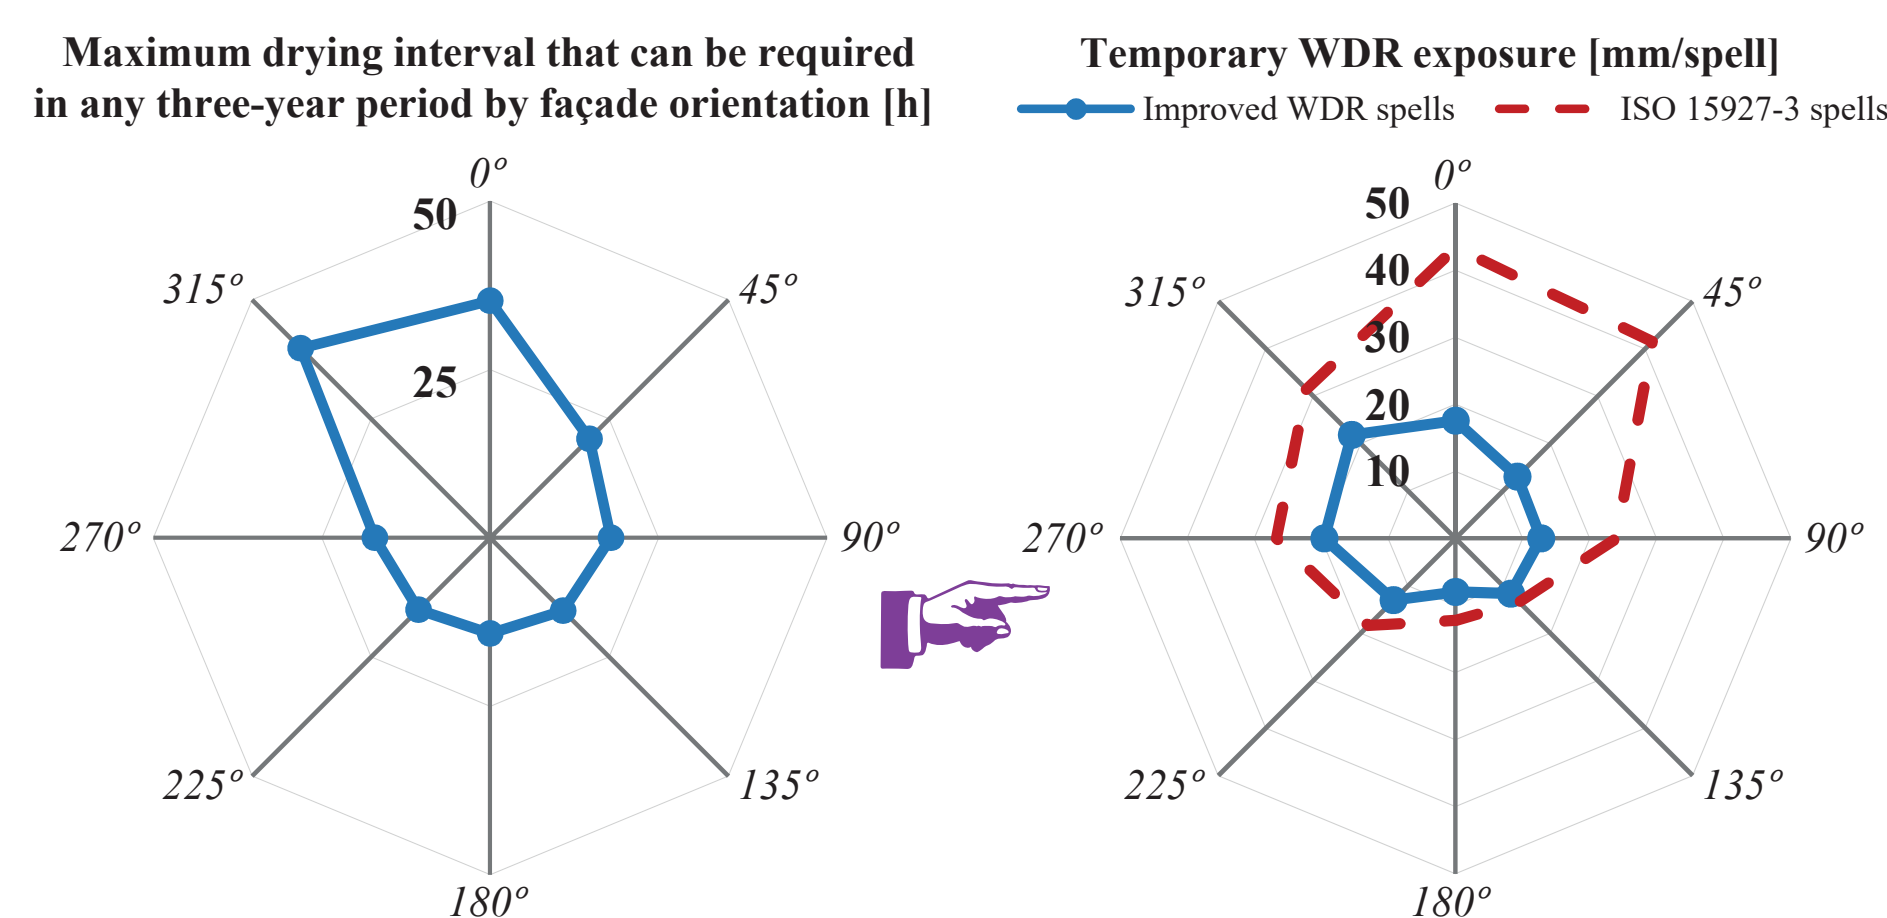 Maximum drying interval that can be required
in any three-year period by façade orientation [h]
0º
50
315º
45º
25
270º
90º
225º
135º
180º
Temporary WDR exposure [mm/spell]
Improved WDR spells
ISO 15927-3 spells
0º
50
40
315º
45º
30
20
10
270º
90º
225º
135º
180º